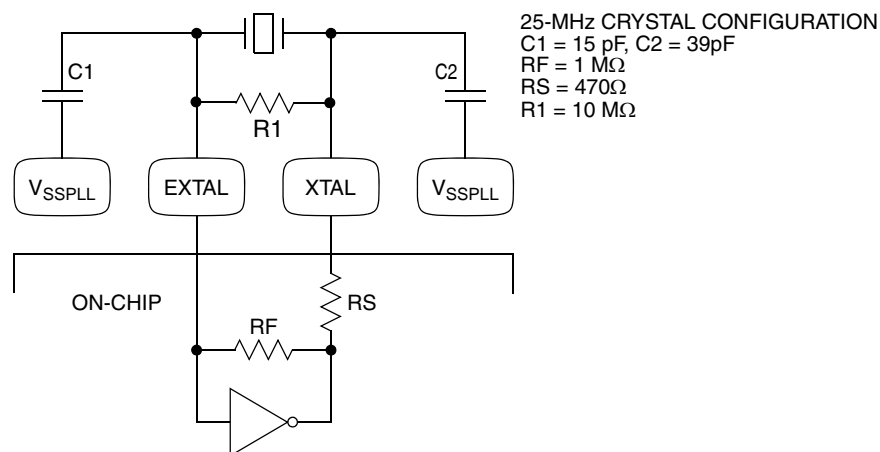 25-MHz CRYSTAL CONFIGURATION
C1 = 15 pF, C2 = 39pF
RF = 1 MΩ
RS = 470Ω
R1 = 10 MΩ
C1
C2
R1
VSSPLL
EXTAL
XTAL
VSSPLL
ON-CHIP
RS
RF